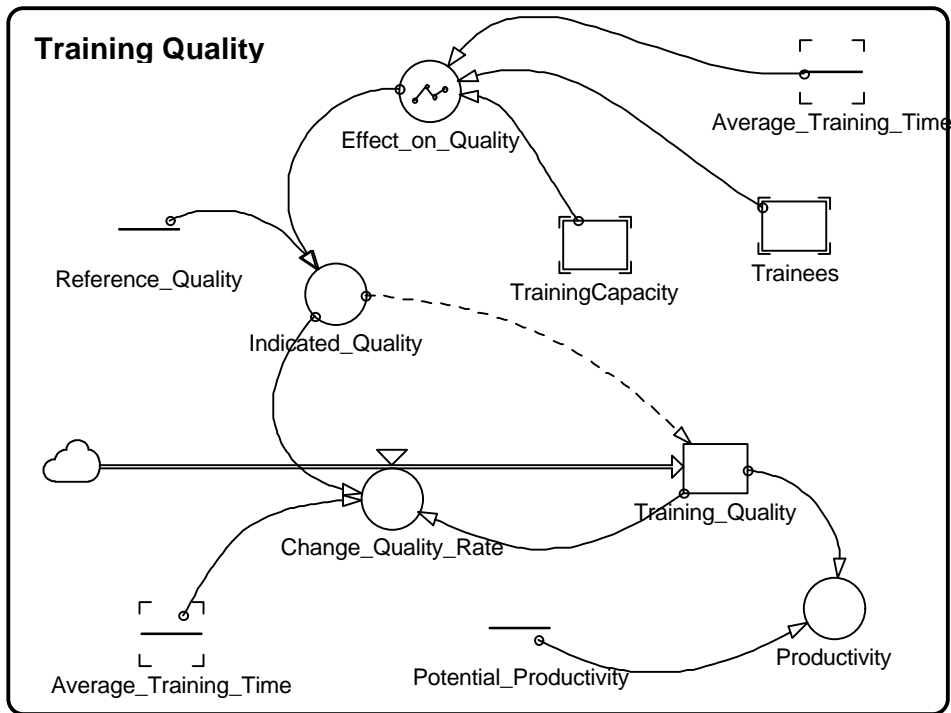 Training Quality
Average_Training_Time
Effect_on_Quality
Reference_Quality
TrainingCapacity
Trainees
Indicated_Quality
Training_Quality
Change_Quality_Rate
Average_Training_Time
Potential_Productivity
Productivity